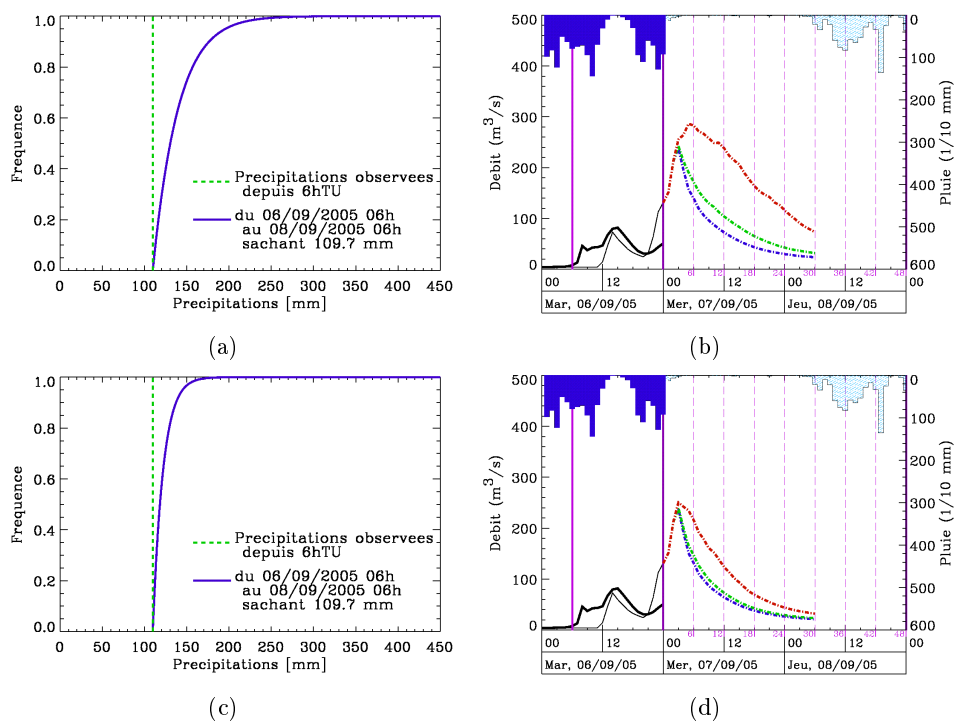 1.0
0.8
0.6
0.4
0.2
0.0
Frequence
Precipitations observees
depuis 6hTU
du 06/09/2005 06h
au 08/09/2005 06h
sachant 109.7 mm
0 50 100 150 200 250 300 350 400 450
Precipitations [mm]
(a)
500
400
300
200
100
0
Debit (m³/s)
0
100
200
300
400
500
600
Pluie (1/10 mm)
6 12 18 24 30 36 42 48
00 12 00 12 00 12 00
Mar, 06/09/05 Mer, 07/09/05 Jeu, 08/09/05
(b)
1.0
0.8
0.6
0.4
0.2
0.0
Frequence
Precipitations observees
depuis 6hTU
du 06/09/2005 06h
au 08/09/2005 06h
sachant 109.7 mm
0 50 100 150 200 250 300 350 400 450
Precipitations [mm]
(c)
500
400
300
200
100
0
Debit (m³/s)
0
100
200
300
400
500
600
Pluie (1/10 mm)
6 12 18 24 30 36 42 48
00 12 00 12 00 12 00
Mar, 06/09/05 Mer, 07/09/05 Jeu, 08/09/05
(d)